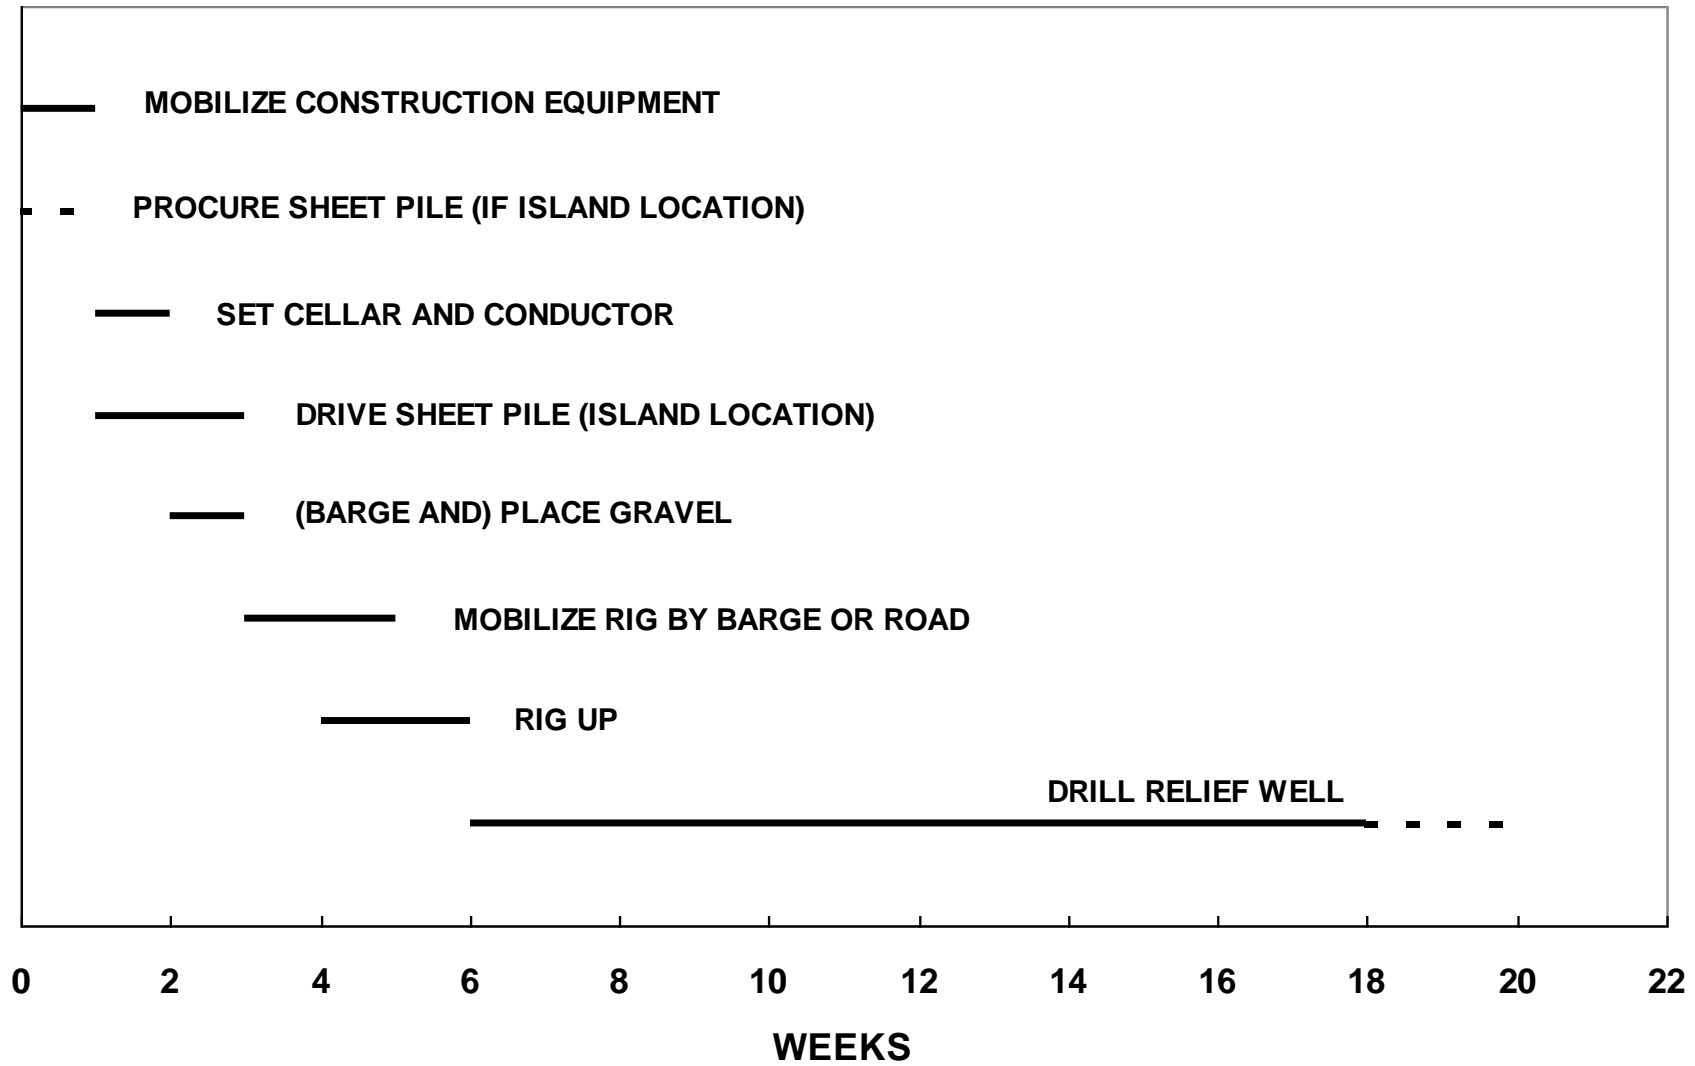 MOBILIZE CONSTRUCTION EQUIPMENT
PROCURE SHEET PILE (IF ISLAND LOCATION)
SET CELLAR AND CONDUCTOR
DRIVE SHEET PILE (ISLAND LOCATION)
(BARGE AND) PLACE GRAVEL
MOBILIZE RIG BY BARGE OR ROAD
RIG UP
DRILL RELIEF WELL
0 2 4 6 8 10 12 14 16 18 20 22
WEEKS